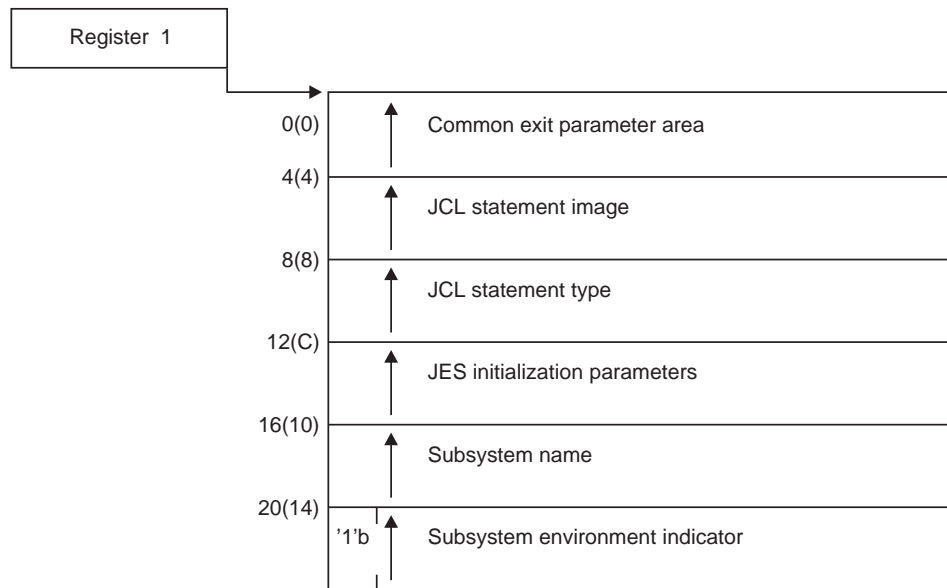 Register 1
0(0)
Common exit parameter area
4(4)
JCL statement image
8(8)
JCL statement type
12(C)
JES initialization parameters
16(10)
Subsystem name
20(14)
’1’b
Subsystem environment indicator